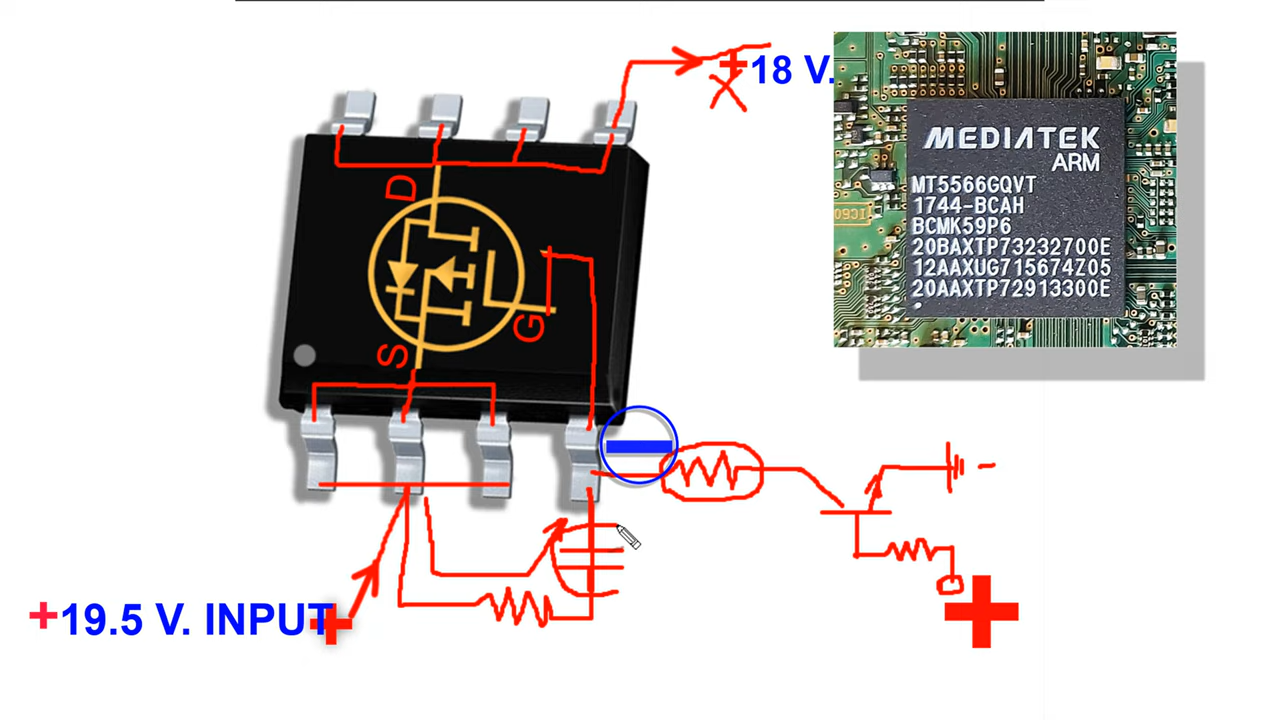 +18 V.
MEDIATEK
ARM
MT5566GQVT
1744-BCAH
BCMK59P6
20BAXTP73232700E
12AAXUG715674Z05
20AAXTP72913300E
D
G
S
+19.5 V. INPUT